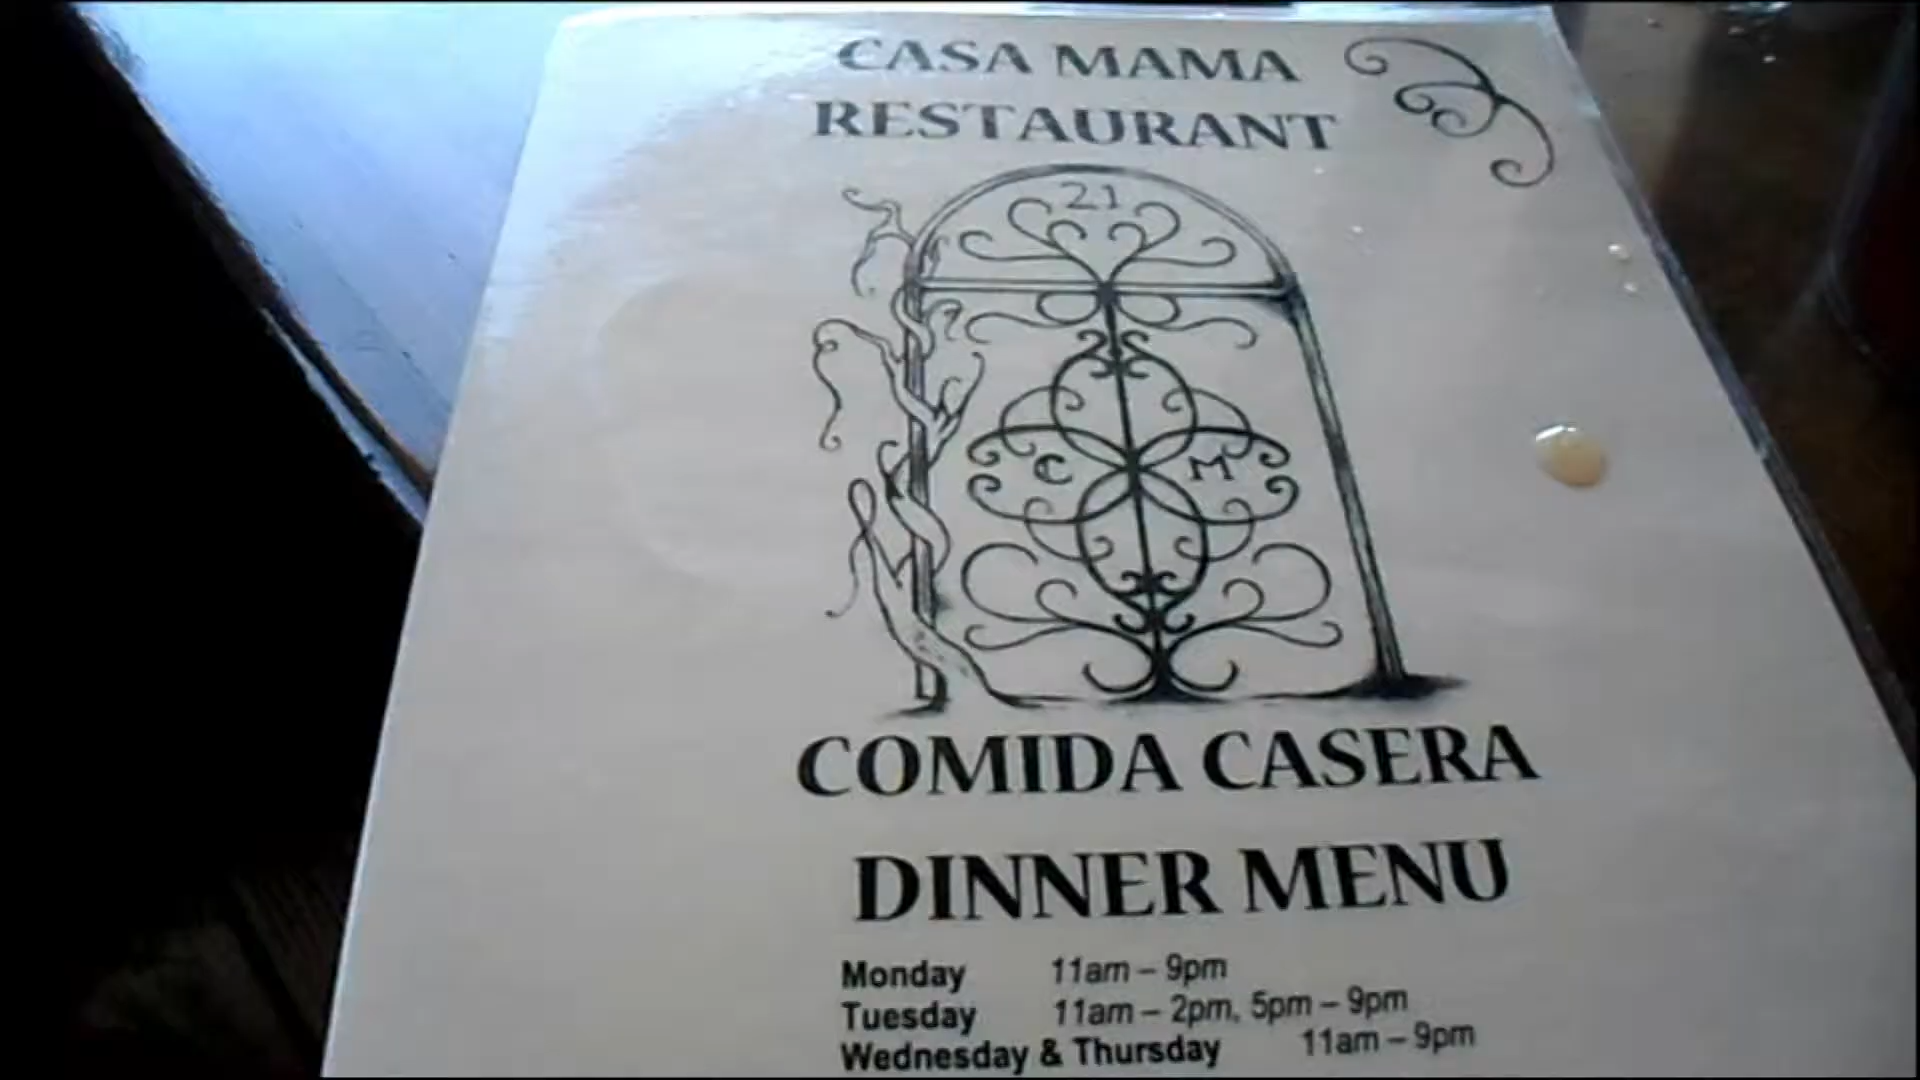 CASA MAMA
RESTAURANT
21
C M
COMIDA CASERA
DINNER MENU
Monday 11am – 9pm
Tuesday 11am – 2pm, 5pm – 9pm
Wednesday & Thursday 11am – 9pm